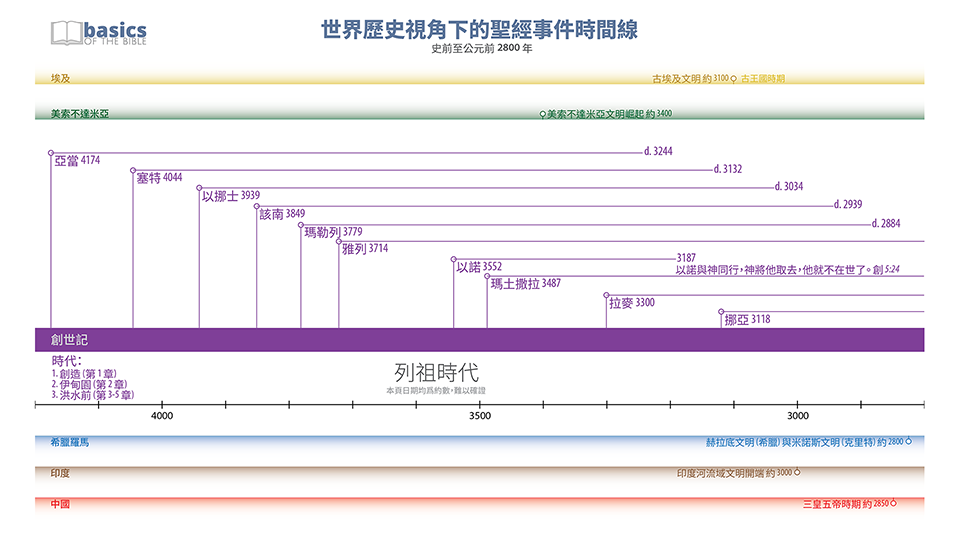 basics
OF THE BIBLE
世界歷史視角下的聖經事件時間線
史前至公元前 2800 年
埃及
古埃及文明 約 3100
古王國時期
美索不達米亞
美索不達米亞文明崛起 約 3400
亞當 4174
d. 3244
塞特 4044
d. 3132
以挪士 3939
d. 3034
該南 3849
d. 2939
瑪勒列 3779
d. 2884
雅列 3714
以諾 3552
3187
以諾與神同行，神將他取去，他就不在世了。創 5:24
瑪土撒拉 3487
拉麥 3300
挪亞 3118
創世記
時代：
1. 創造 (第 1 章)
2. 伊甸園 (第 2 章)
3. 洪水前 (第 3-5 章)
列祖時代
本頁日期均爲約數，難以確證
4000
3500
3000
希臘羅馬
赫拉底文明 (希臘) 與米諾斯文明 (克里特) 約 2800
印度
印度河流域文明開端 約 3000
中國
三皇五帝時期 約 2850